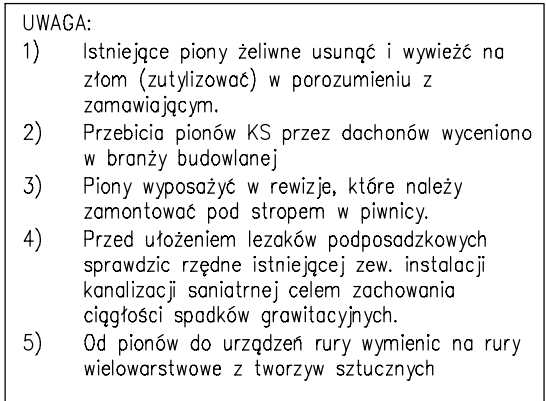 UWAGA:
1) Istniejące piony żeliwne usunąć i wywieźć na
złom (zutylizować) w porozumieniu z
zamawiającym.
2) Przebicia pionów KS przez dachonów wyceniono
w branży budowlanej
3) Piony wyposażyć w rewizje, które należy
zamontować pod stropem w piwnicy.
4) Przed ułożeniem lezaków podposadzkowych
sprawdzic rzędne istniejącej zew. instalacji
kanalizacji saniatrnej celem zachowania
ciągłości spadków grawitacyjnych.
5) Od pionów do urządzeń rury wymienic na rury
wielowarstwowe z tworzyw sztucznych